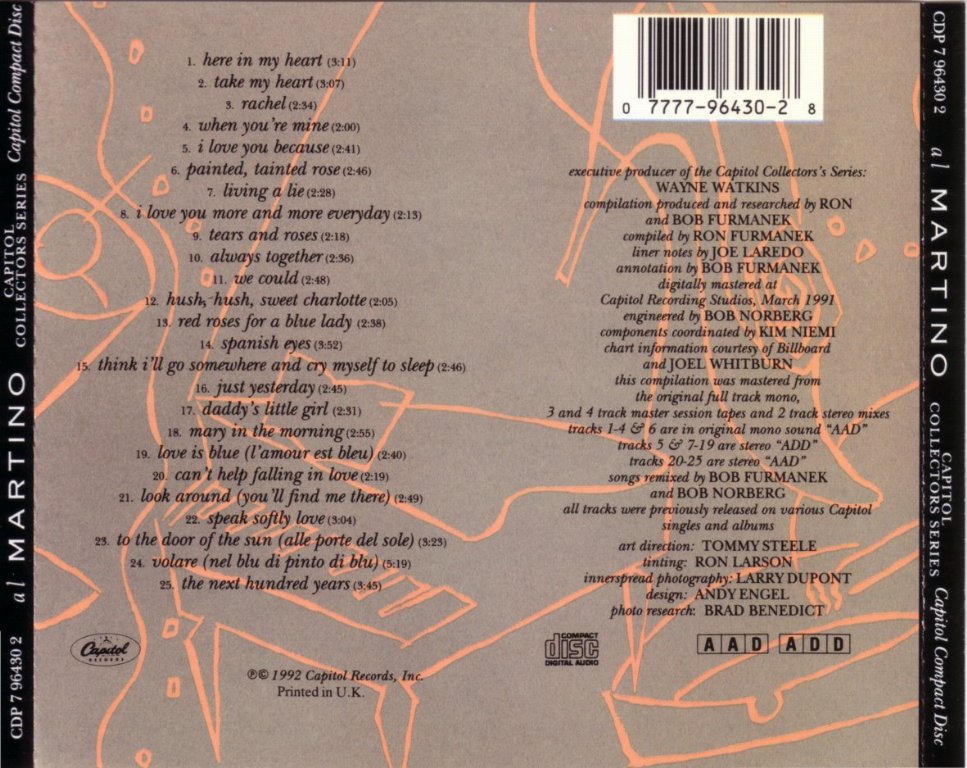 CDP 7 96430 2 al MARTINO CAPITOL COLLECTORS SERIES Capitol Compact Disc
1. here in my heart (3:11)
2. take my heart (3:07)
3. rachel (2:34)
4. when you're mine (2:00)
5. i love you because (2:41)
6. painted, tainted rose (2:46)
7. living a lie (2:28)
8. i love you more and more everyday (2:13)
9. tears and roses (2:18)
10. always together (2:36)
11. we could (2:48)
12. hush, hush, sweet charlotte (2:05)
13. red roses for a blue lady (2:38)
14. spanish eyes (3:52)
15. think i'll go somewhere and cry myself to sleep (2:46)
16. just yesterday (2:45)
17. daddy's little girl (2:31)
18. mary in the morning (2:55)
19. love is blue (l'amour est bleu) (2:40)
20. can't help falling in love (2:19)
21. look around (you'll find me there) (2:49)
22. speak softly love (3:04)
23. to the door of the sun (alle porte del sole) (3:23)
24. volare (nel blu di pinto di blu) (5:19)
25. the next hundred years (3:45)
Capitol
RECORDS
℗© 1992 Capitol Records, Inc.
Printed in U.K.
0 7777-96430-2 8
executive producer of the Capitol Collectors's Series:
WAYNE WATKINS
compilation produced and researched by RON
and BOB FURMANEK
compiled by RON FURMANEK
liner notes by JOE LAREDO
annotation by BOB FURMANEK
digitally mastered at
Capitol Recording Studios, March 1991
engineered by BOB NORBERG
components coordinated by KIM NIEMI
chart information courtesy of Billboard
and JOEL WHITBURN
this compilation was mastered from
the original full track mono,
3 and 4 track master session tapes and 2 track stereo mixes
tracks 1-4 & 6 are in original mono sound "AAD"
tracks 5 & 7-19 are stereo "ADD"
tracks 20-25 are stereo "AAD"
songs remixed by BOB FURMANEK
and BOB NORBERG
all tracks were previously released on various Capitol
singles and albums
art direction: TOMMY STEELE
tinting: RON LARSON
innerspread photography: LARRY DUPONT
design: ANDY ENGEL
photo research: BRAD BENEDICT
COMPACT
disc
DIGITAL AUDIO
AAD ADD
CDP 7 96430 2 al MARTINO CAPITOL COLLECTORS SERIES Capitol Compact Disc